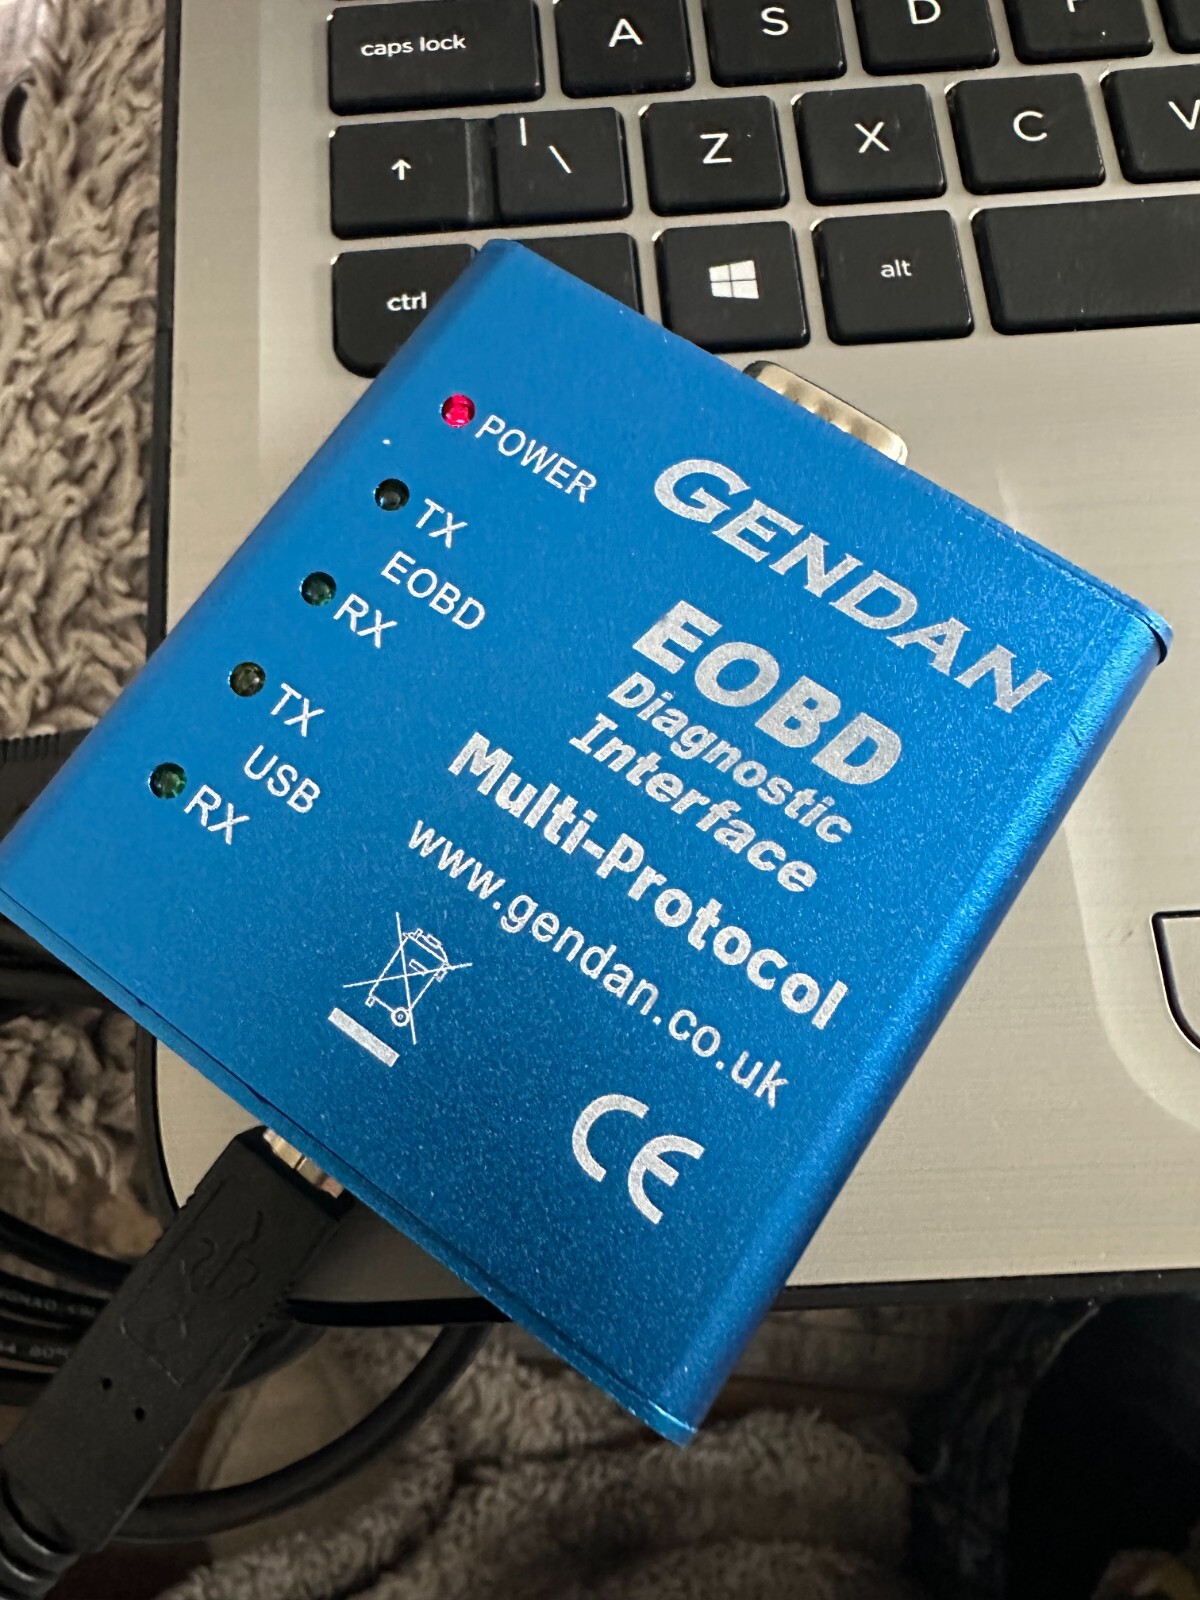 caps lock
A
S
D
F
↑
|
\
Z
X
C
V
ctrl
alt
POWER
TX
EOBD
RX
TX
USB
RX
GENDAN
EOBD
Diagnostic
Interface
Multi-Protocol
www.gendan.co.uk
CE